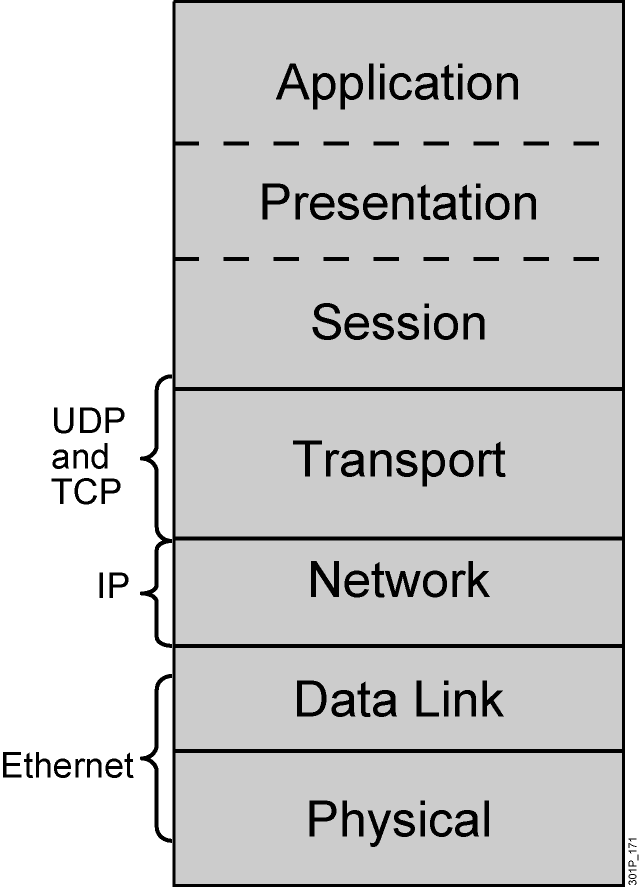 Application
Presentation
Session
UDP
and
TCP
Transport
IP
Network
Data Link
Ethernet
Physical
301P_171